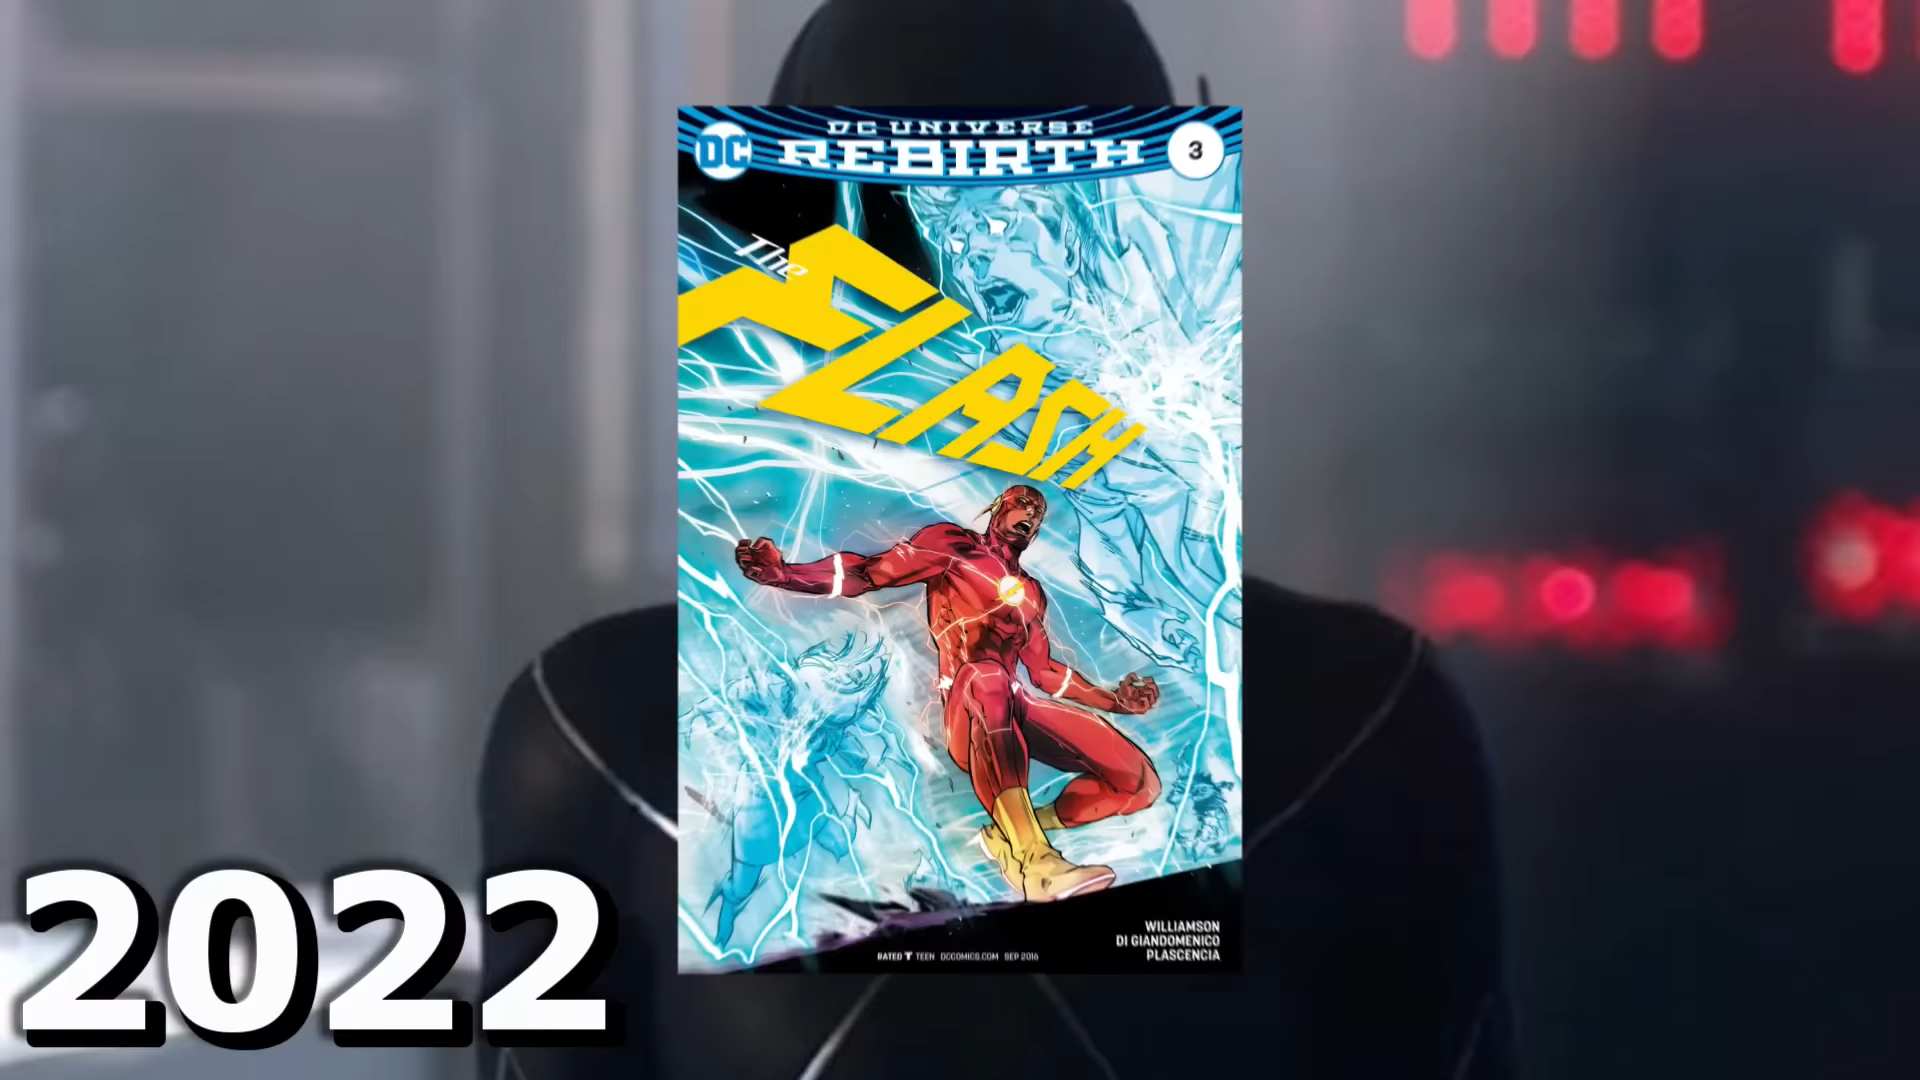 DC UNIVERSE
DC REBIRTH 3
The
FLASH
WILLIAMSON
DI GIANDOMENICO
PLASCENCIA
RATED T TEEN DCCOMICS.COM SEP 2016
2022